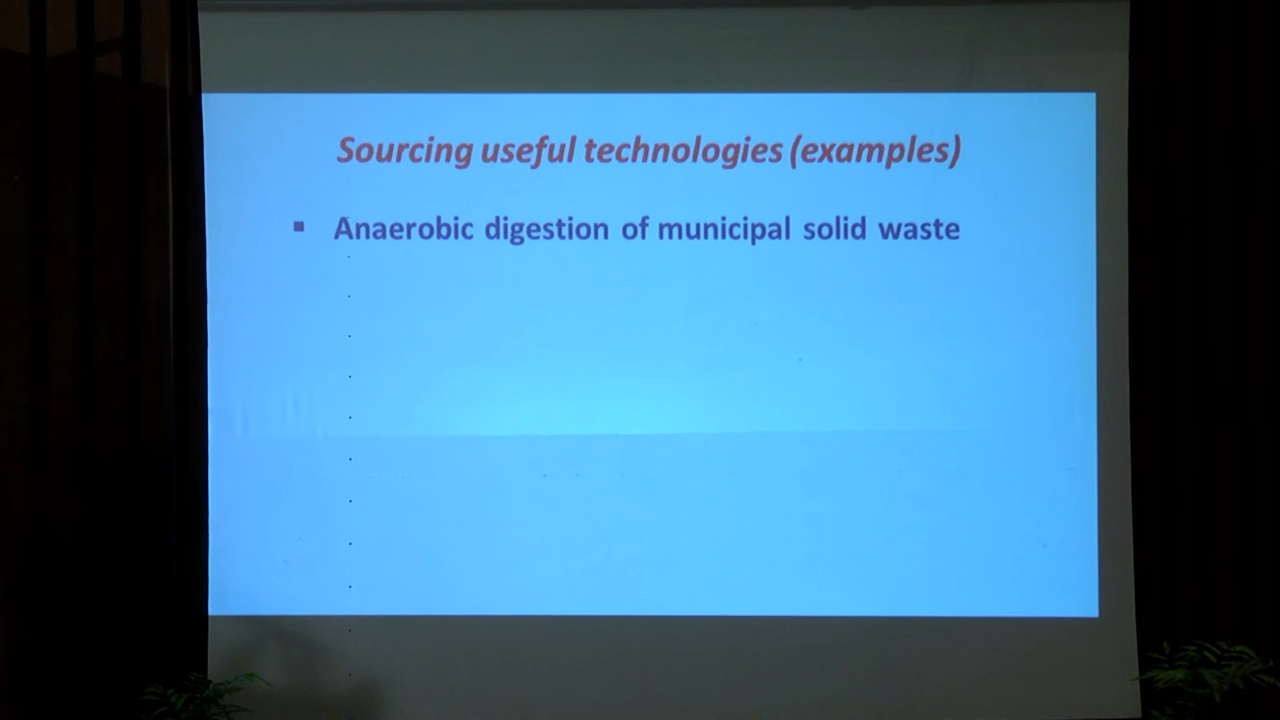 Sourcing useful technologies (examples)
▪ Anaerobic digestion of municipal solid waste